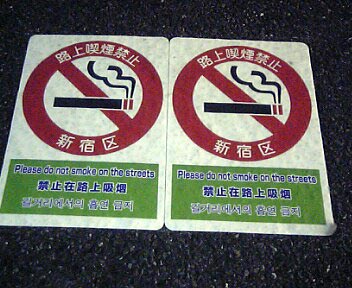 路上喫煙禁止
新宿区
Please do not smoke on the streets
禁止在路上吸烟
길거리에서의 흡연 금지
路上喫煙禁止
新宿区
Please do not smoke on the streets
禁止在路上吸烟
길거리에서의 흡연 금지